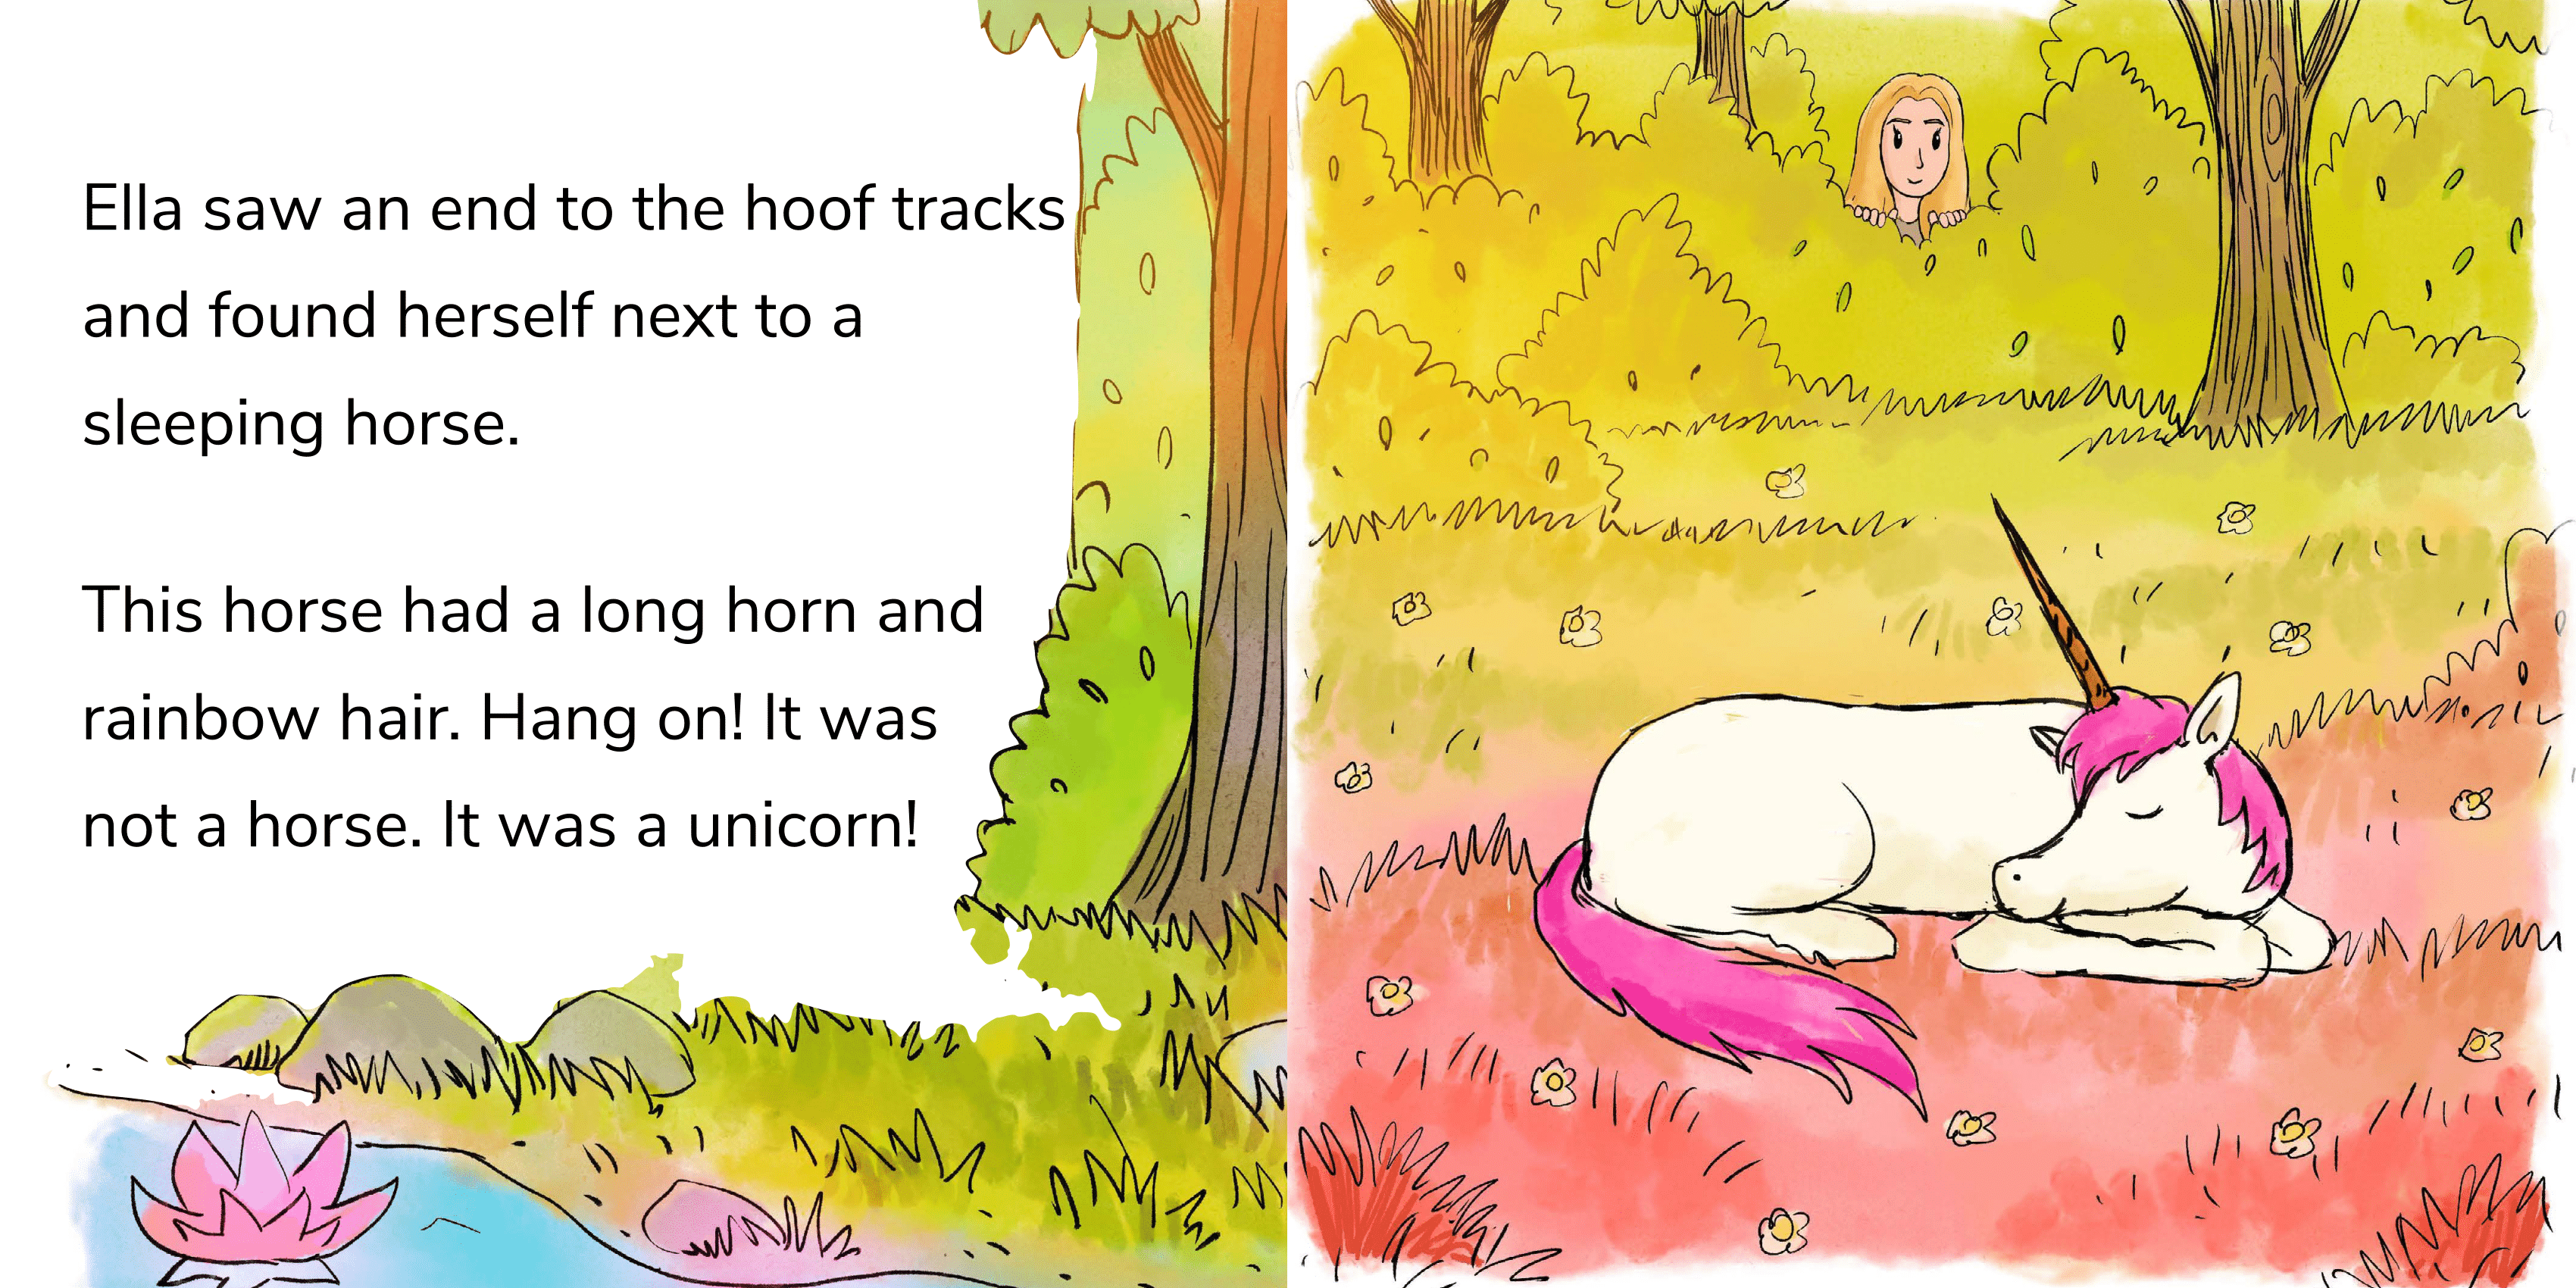 Ella saw an end to the hoof tracks
and found herself next to a
sleeping horse.
This horse had a long horn and
rainbow hair. Hang on! It was
not a horse. It was a unicorn!